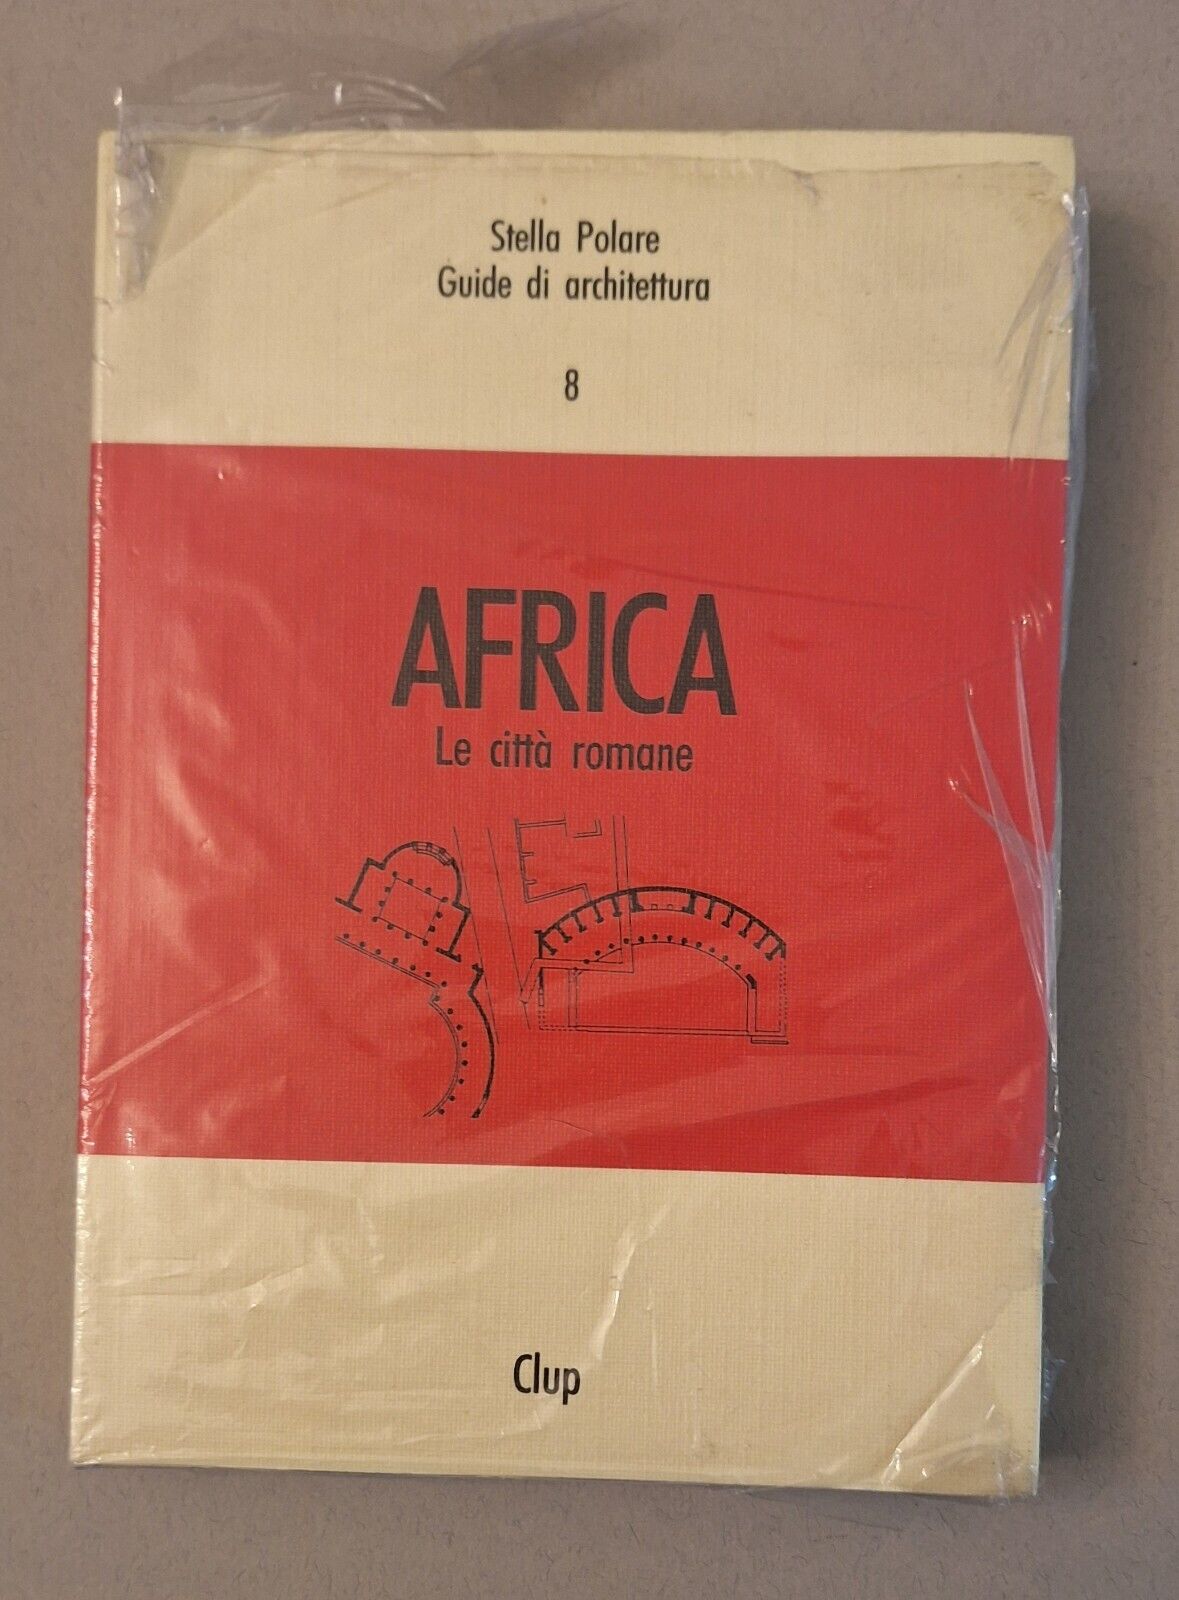 Stella Polare
Guide di architettura
8
AFRICA
Le città romane
Clup